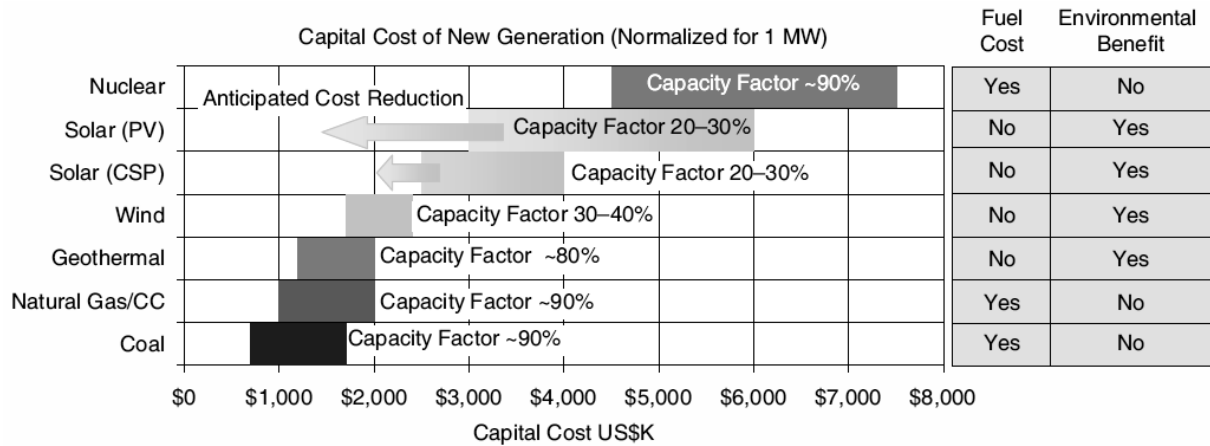 Capital Cost of New Generation (Normalized for 1 MW)
Fuel Cost
Environmental Benefit
Nuclear
Capacity Factor ~90%
Yes
No
Anticipated Cost Reduction
Solar (PV)
Capacity Factor 20–30%
No
Yes
Solar (CSP)
Capacity Factor 20–30%
No
Yes
Wind
Capacity Factor 30–40%
No
Yes
Geothermal
Capacity Factor ~80%
No
Yes
Natural Gas/CC
Capacity Factor ~90%
Yes
No
Coal
Capacity Factor ~90%
Yes
No
$0 $1,000 $2,000 $3,000 $4,000 $5,000 $6,000 $7,000 $8,000
Capital Cost US$K